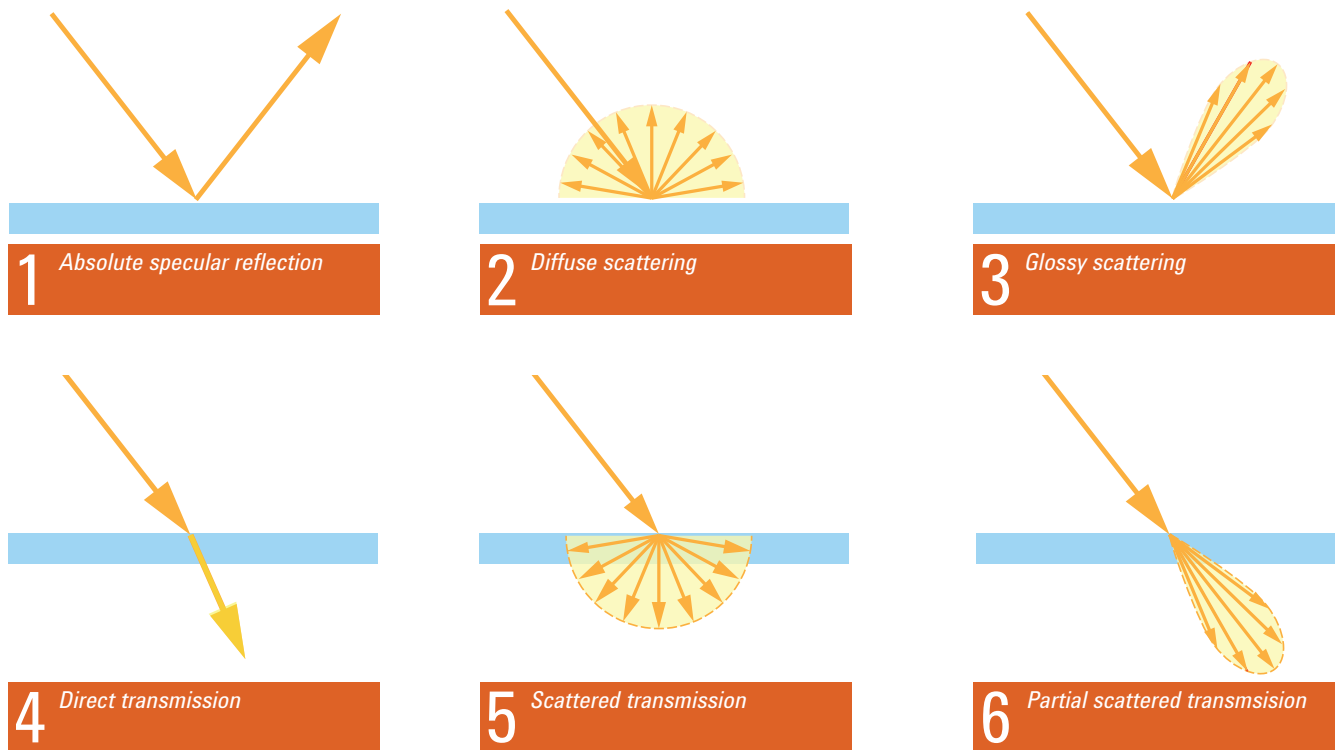 1 Absolute specular reflection
2 Diffuse scattering
3 Glossy scattering
4 Direct transmission
5 Scattered transmission
6 Partial scattered transmsision